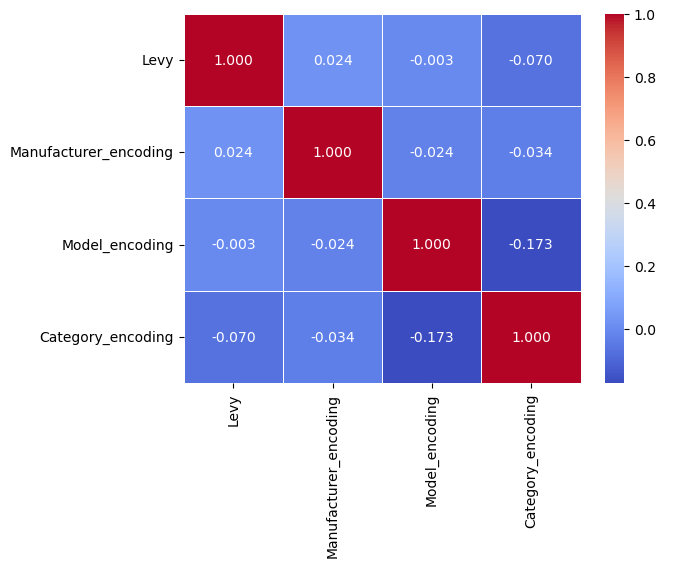 Levy 1.000 0.024 -0.003 -0.070
Manufacturer_encoding 0.024 1.000 -0.024 -0.034
Model_encoding -0.003 -0.024 1.000 -0.173
Category_encoding -0.070 -0.034 -0.173 1.000
Levy
Manufacturer_encoding
Model_encoding
Category_encoding
1.0
0.8
0.6
0.4
0.2
0.0